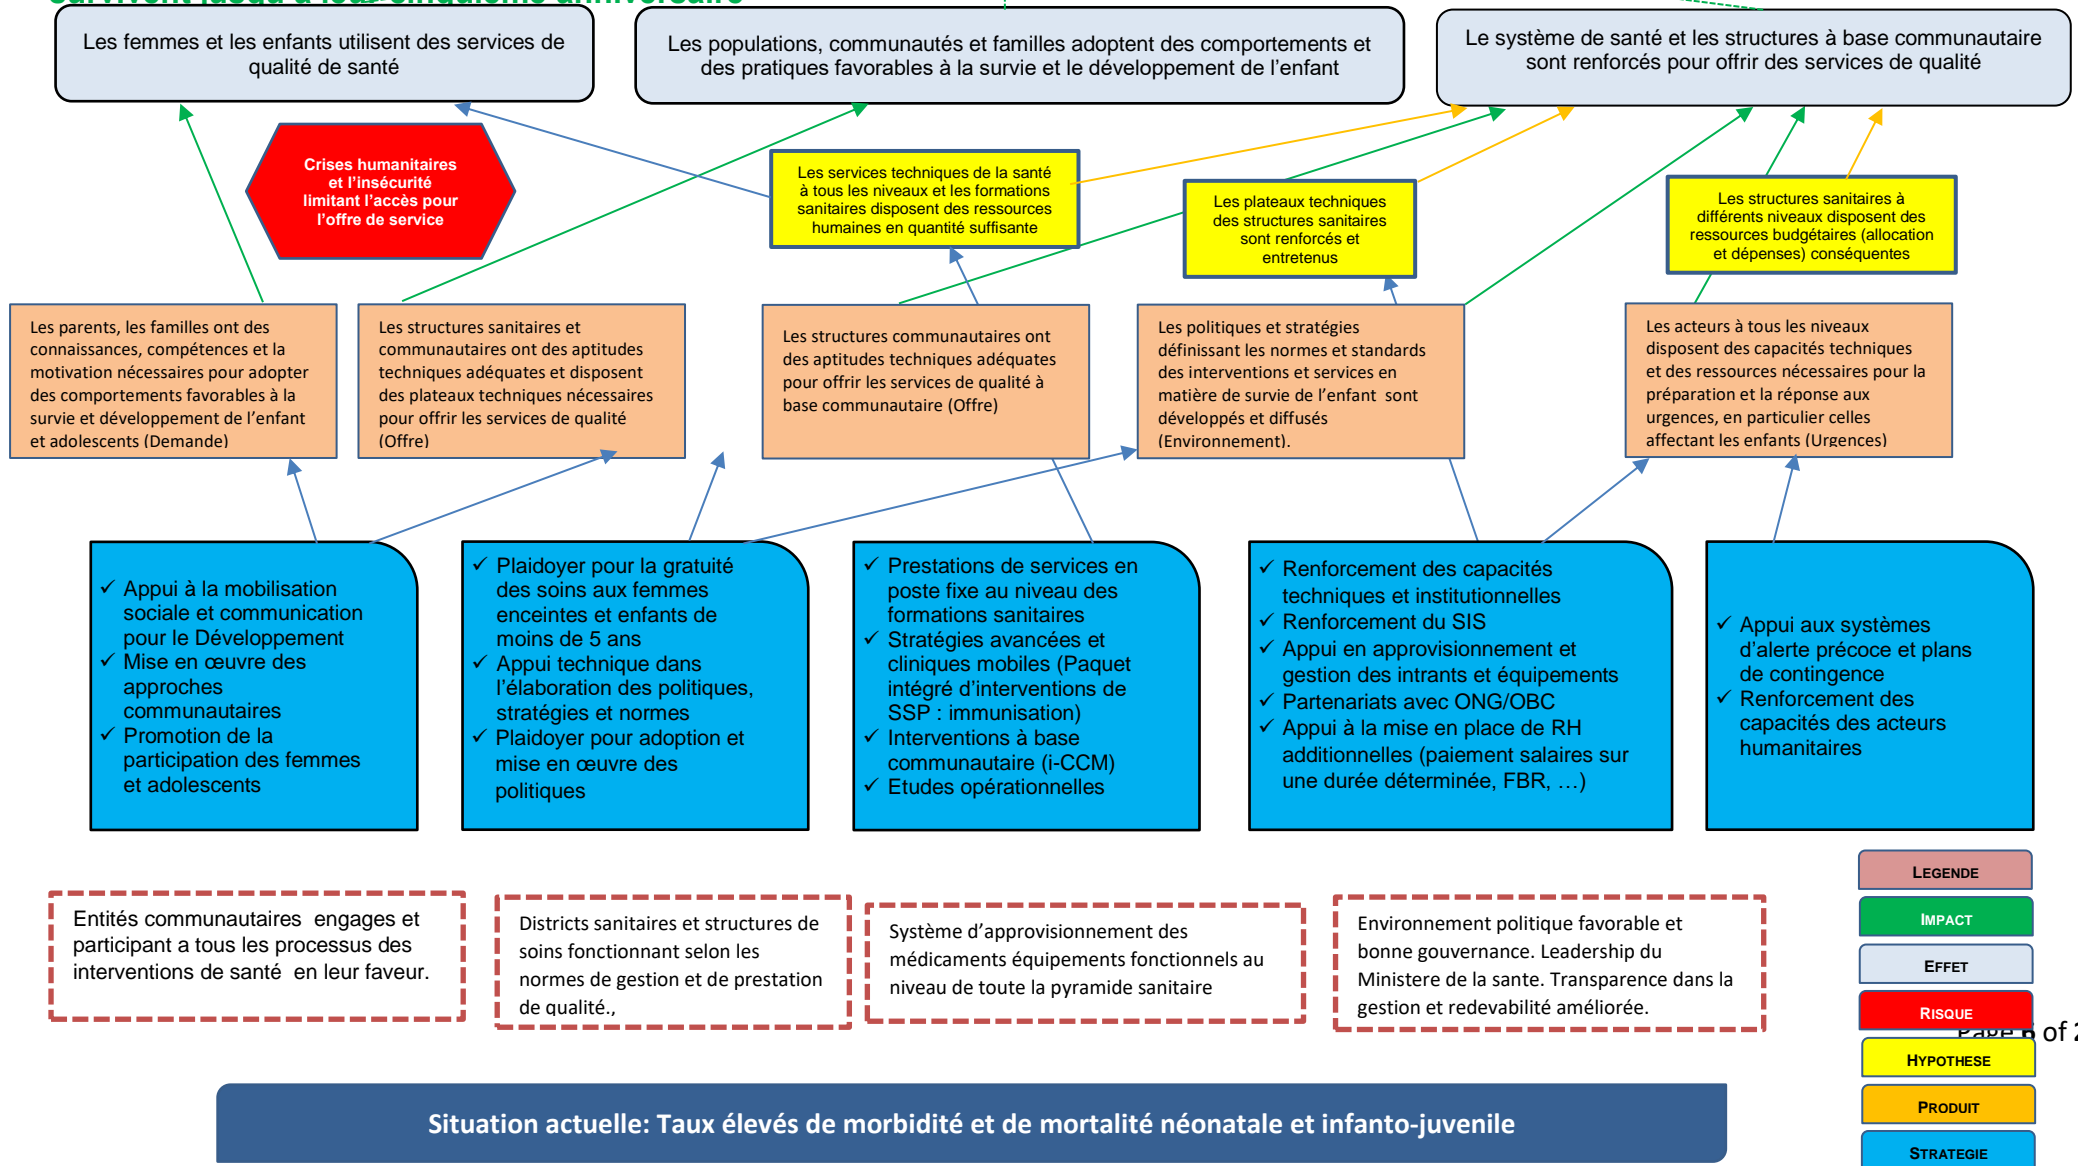 survivent jusqu'à leur cinquième anniversaire
Les femmes et les enfants utilisent des services de
qualité de santé
Les populations, communautés et familles adoptent des comportements et
des pratiques favorables à la survie et le développement de l'enfant
Le système de santé et les structures à base communautaire
sont renforcés pour offrir des services de qualité
Crises humanitaires
et l'insécurité
limitant l'accès pour
l'offre de service
Les services techniques de la santé
à tous les niveaux et les formations
sanitaires disposent des ressources
humaines en quantité suffisante
Les plateaux techniques
des structures sanitaires
sont renforcés et
entretenus
Les structures sanitaires à
différents niveaux disposent des
ressources budgétaires (allocation
et dépenses) conséquentes
Les parents, les familles ont des
connaissances, compétences et la
motivation nécessaires pour adopter
des comportements favorables à la
survie et développement de l'enfant
et adolescents (Demande)
Les structures sanitaires et
communautaires ont des aptitudes
techniques adéquates et disposent
des plateaux techniques nécessaires
pour offrir les services de qualité
(Offre)
Les structures communautaires ont
des aptitudes techniques adéquates
pour offrir les services de qualité à
base communautaire (Offre)
Les politiques et stratégies
définissant les normes et standards
des interventions et services en
matière de survie de l'enfant  sont
développés et diffusés
(Environnement).
Les acteurs à tous les niveaux
disposent des capacités techniques
et des ressources nécessaires pour la
préparation et la réponse aux
urgences, en particulier celles
affectant les enfants (Urgences)
✓ Appui à la mobilisation
sociale et communication
pour le Développement
✓ Mise en œuvre des
approches
communautaires
✓ Promotion de la
participation des femmes
et adolescents
✓ Plaidoyer pour la gratuité
des soins aux femmes
enceintes et enfants de
moins de 5 ans
✓ Appui technique dans
l'élaboration des politiques,
stratégies et normes
✓ Plaidoyer pour adoption et
mise en œuvre des
politiques
✓ Prestations de services en
poste fixe au niveau des
formations sanitaires
✓ Stratégies avancées et
cliniques mobiles (Paquet
intégré d'interventions de
SSP : immunisation)
✓ Interventions à base
communautaire (i-CCM)
✓ Etudes opérationnelles
✓ Renforcement des capacités
techniques et institutionnelles
✓ Renforcement du SIS
✓ Appui en approvisionnement et
gestion des intrants et équipements
✓ Partenariats avec ONG/OBC
✓ Appui à la mise en place de RH
additionnelles (paiement salaires sur
une durée déterminée, FBR, …)
✓ Appui aux systèmes
d'alerte précoce et plans
de contingence
✓ Renforcement des
capacités des acteurs
humanitaires
Entités communautaires  engages et
participant a tous les processus des
interventions de santé  en leur faveur.
Districts sanitaires et structures de
soins fonctionnant selon les
normes de gestion et de prestation
de qualité.,
Système d'approvisionnement des
médicaments équipements fonctionnels au
niveau de toute la pyramide sanitaire
Environnement politique favorable et
bonne gouvernance. Leadership du
Ministere de la sante. Transparence dans la
gestion et redevabilité améliorée.
LEGENDE
IMPACT
EFFET
RISQUE
Page 6 of 2
HYPOTHESE
PRODUIT
STRATEGIE
Situation actuelle: Taux élevés de morbidité et de mortalité néonatale et infanto-juvenile